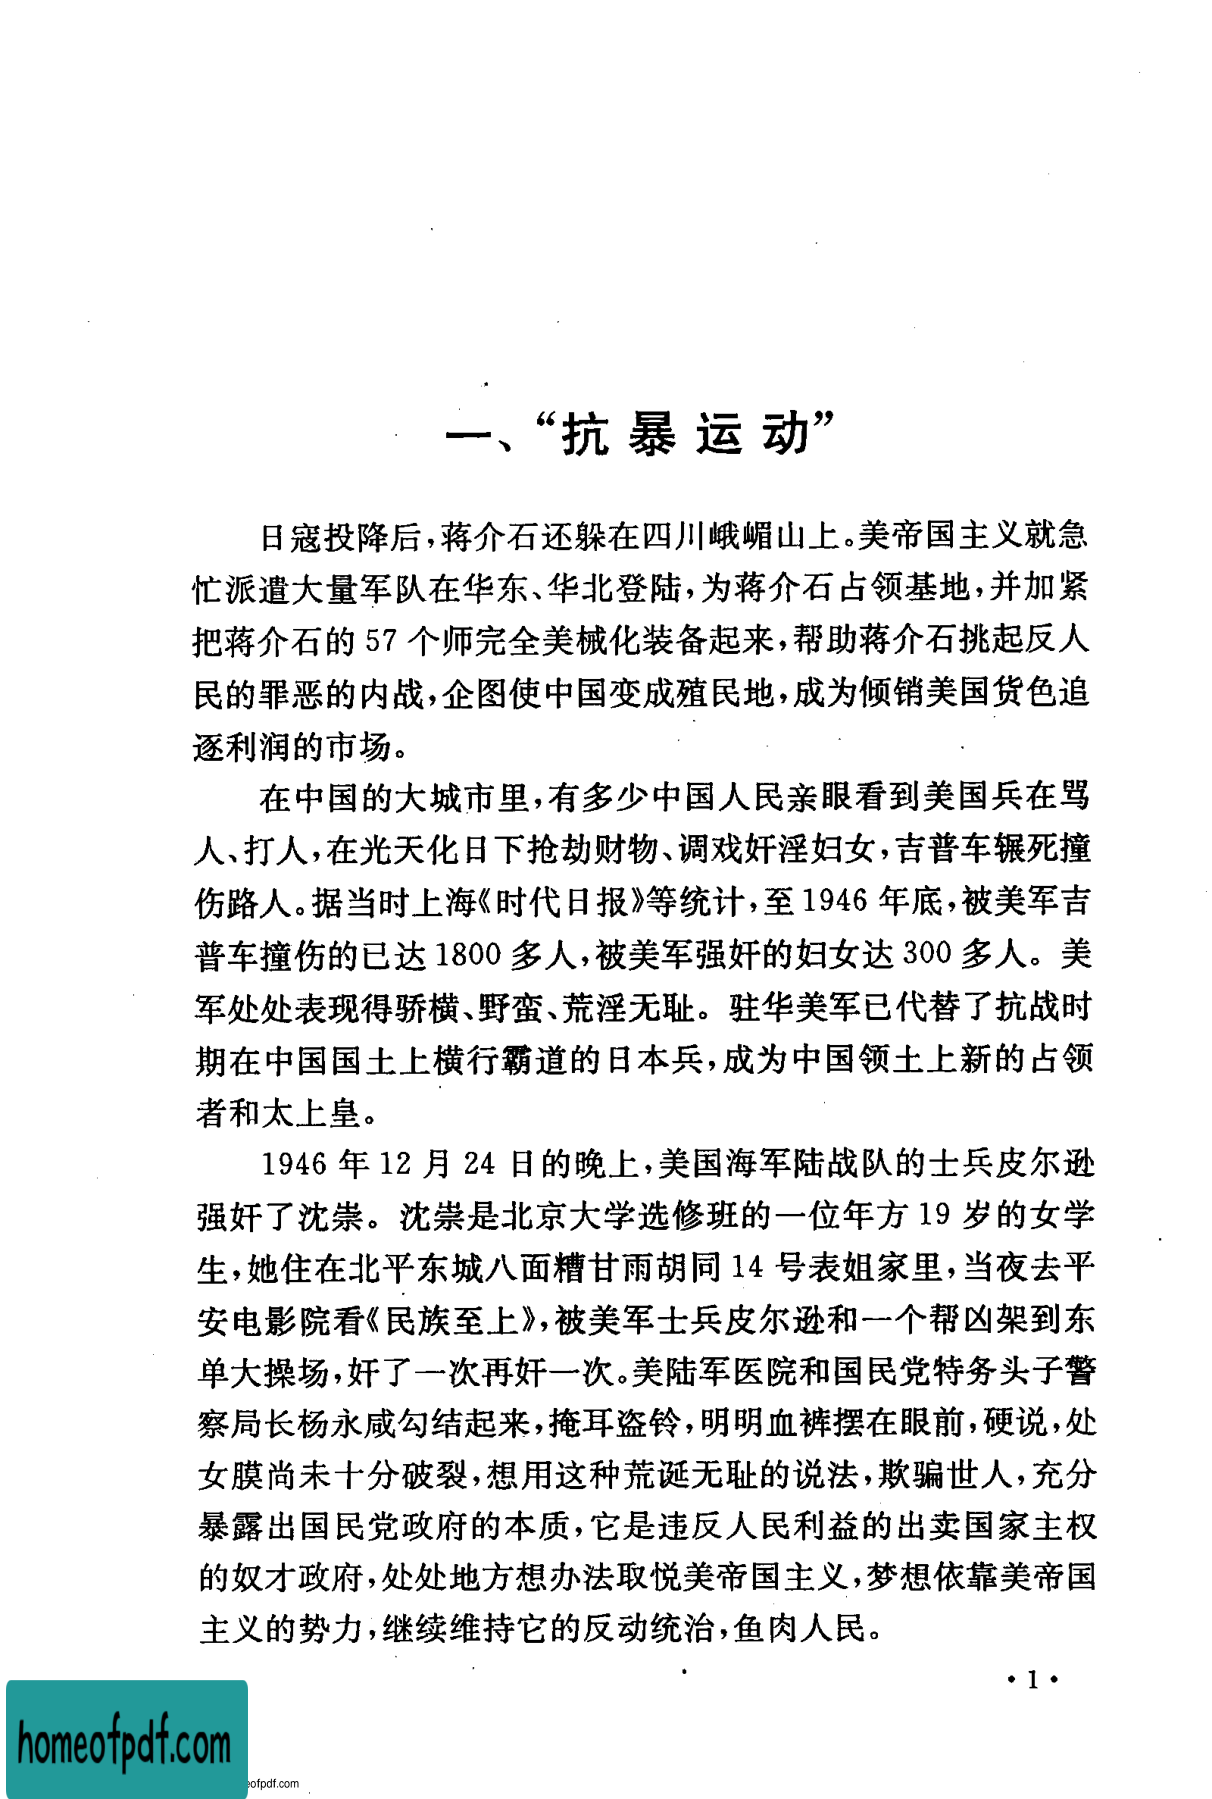 一、“抗暴运动”
日寇投降后，蒋介石还躲在四川峨嵋山上。美帝国主义就急
忙派遣大量军队在华东、华北登陆，为蒋介石占领基地，并加紧
把蒋介石的 57 个师完全美械化装备起来，帮助蒋介石挑起反人
民的罪恶的内战，企图使中国变成殖民地，成为倾销美国货色追
逐利润的市场。
在中国的大城市里，有多少中国人民亲眼看到美国兵在骂
人、打人，在光天化日下抢劫财物、调戏奸淫妇女，吉普车辗死撞
伤路人。据当时上海《时代日报》等统计，至 1946 年底，被美军吉
普车撞伤的已达 1800 多人，被美军强奸的妇女达 300 多人。美
军处处表现得骄横、野蛮、荒淫无耻。驻华美军已代替了抗战时
期在中国国土上横行霸道的日本兵，成为中国领土上新的占领
者和太上皇。
1946 年 12 月 24 日的晚上，美国海军陆战队的士兵皮尔逊
强奸了沈崇。沈崇是北京大学选修班的一位年方 19 岁的女学
生，她住在北平东城八面糟甘雨胡同 14 号表姐家里，当夜去平
安电影院看《民族至上》，被美军士兵皮尔逊和一个帮凶架到东
单大操场，奸了一次再奸一次。美陆军医院和国民党特务头子警
察局长杨永咸勾结起来，掩耳盗铃，明明血裤摆在眼前，硬说，处
女膜尚未十分破裂，想用这种荒诞无耻的说法，欺骗世人，充分
暴露出国民党政府的本质，它是违反人民利益的出卖国家主权
的奴才政府，处处地方想办法取悦美帝国主义，梦想依靠美帝国
主义的势力，继续维持它的反动统治，鱼肉人民。
·1·
homeofpdf.com
eofpdf.com